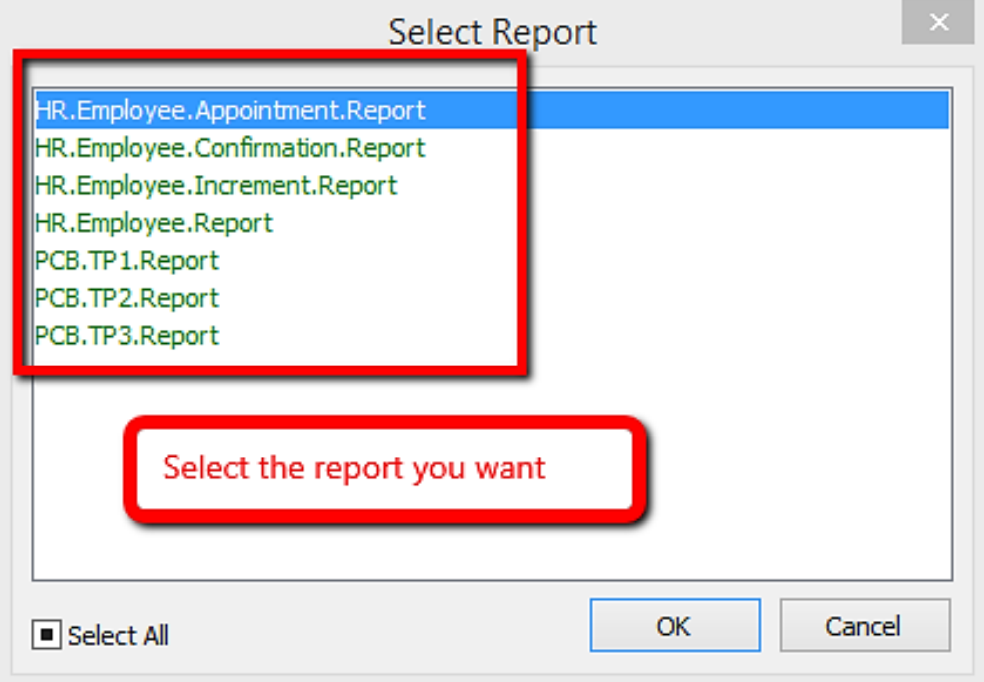 Select Report
HR.Employee.Appointment.Report
HR.Employee.Confirmation.Report
HR.Employee.Increment.Report
HR.Employee.Report
PCB.TP1.Report
PCB.TP2.Report
PCB.TP3.Report
Select the report you want
Select All
OK
Cancel